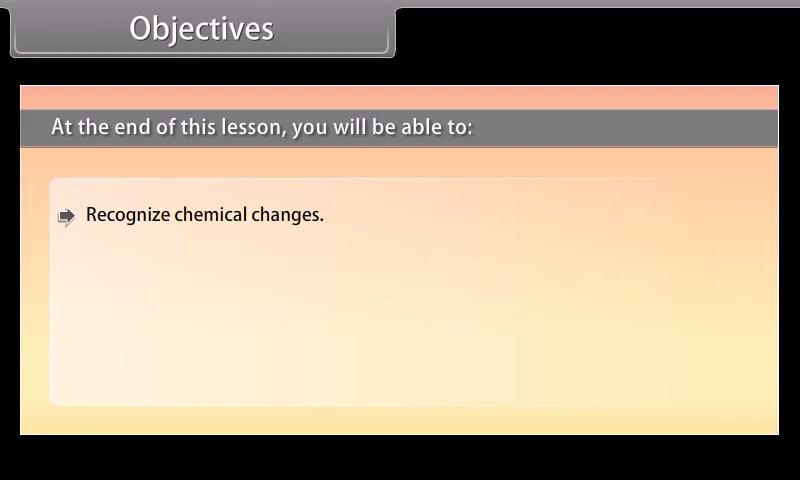 Objectives
At the end of this lesson, you will be able to:
Recognize chemical changes.